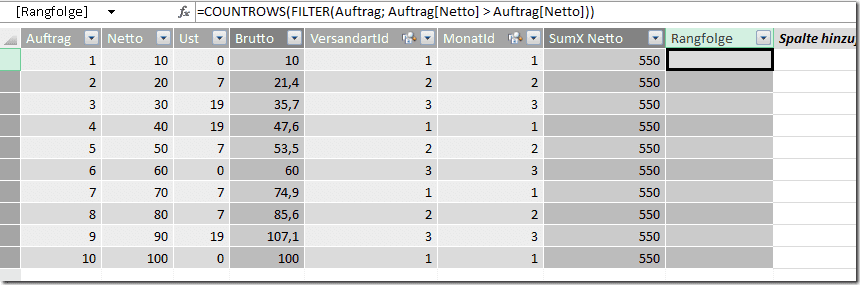 [Rangfolge] fx =COUNTROWS(FILTER(Auftrag; Auftrag[Netto] > Auftrag[Netto]))
Auftrag Netto Ust Brutto VersandartId MonatId SumX Netto Rangfolge Spalte hinzu
1 10 0 10 1 1 550
2 20 7 21,4 2 2 550
3 30 19 35,7 3 3 550
4 40 19 47,6 1 1 550
5 50 7 53,5 2 2 550
6 60 0 60 3 3 550
7 70 7 74,9 1 1 550
8 80 7 85,6 2 2 550
9 90 19 107,1 3 3 550
10 100 0 100 1 1 550